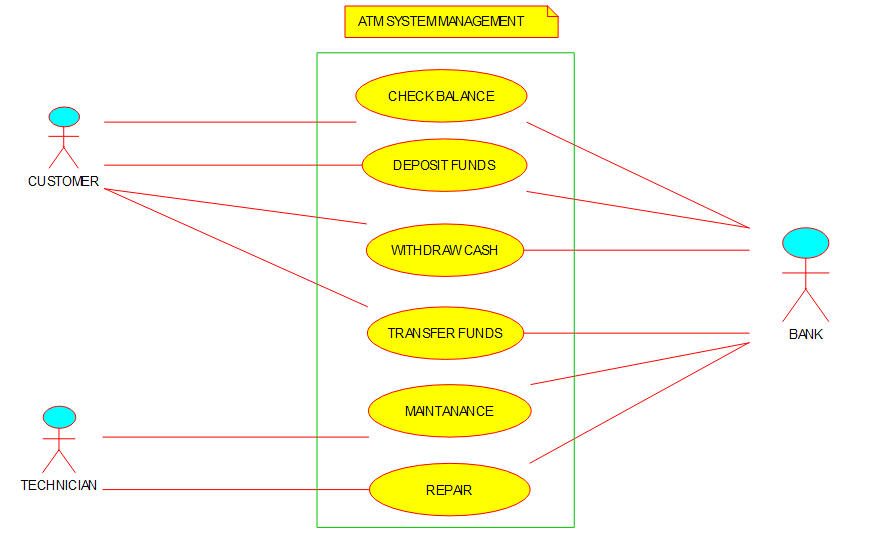 ATM SYSTEM MANAGEMENT
CHECK BALANCE
DEPOSIT FUNDS
CUSTOMER
WITHDRAW CASH
TRANSFER FUNDS
BANK
MAINTANANCE
TECHNICIAN
REPAIR